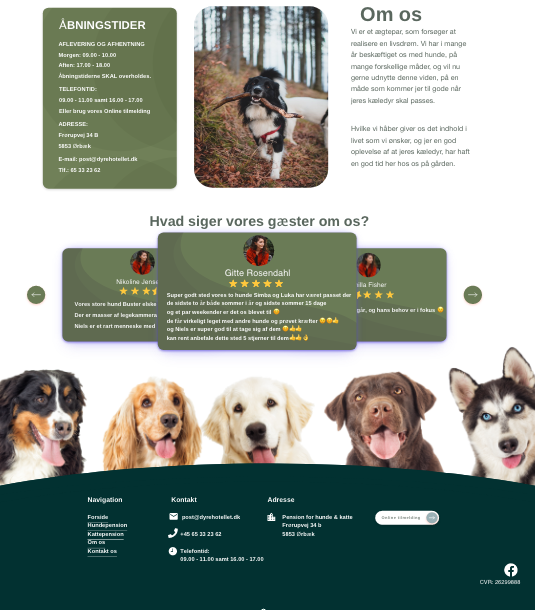 ÅBNINGSTIDER
AFLEVERING OG AFHENTNING
Morgen: 09.00 - 10.00
Aften: 17.00 - 18.00
Åbningstiderne SKAL overholdes.
TELEFONTID:
09.00 - 11.00 samt 16.00 - 17.00
Eller brug vores Online tilmelding
ADRESSE:
Frørupvej 34 B
5853 Ørbæk
E-mail: post@dyrehotellet.dk
Tlf.: 65 33 23 62
Om os
Vi er et ægtepar, som forsøger at
realisere en livsdrøm. Vi har i mange
år beskæftiget os med hunde, på
mange forskellige måder, og vil nu
gerne udnytte denne viden, på en
måde som kommer jer til gode når
jeres kæledyr skal passes.
Hvilke vi håber giver os det indhold i
livet som vi ønsker, og jer en god
oplevelse af at jeres kæledyr, har haft
en god tid her hos os på gården.
Hvad siger vores gæster om os?
Nikoline Jens
Vores store hund Buster elske
Der er masser af legekammera
Niels er et rart menneske med
Gitte Rosendahl
Super godt sted vores to hunde Simba og Luka har været passet der
de sidste to år både sommer i år og sidste sommer 15 dage
og et par weekender er det os blevet til 😊
de får virkeligt leget med andre hunde og prøvet kræfter 😊😊👍
og Niels er super god til at tage sig af dem 😊👍👍
kan rent anbefale dette sted 5 stjerner til dem👍👍👌
illa Fisher
går, og hans behov er i fokus 😊
Navigation
Forside
Hundepension
Kattepension
Om os
Kontakt os
Kontakt
post@dyrehotellet.dk
+45 65 33 23 62
Telefontid:
09.00 - 11.00 samt 16.00 - 17.00
Adresse
Pension for hunde & katte
Frørupvej 34 b
5853 Ørbæk
Online tilmelding
CVR: 26299888